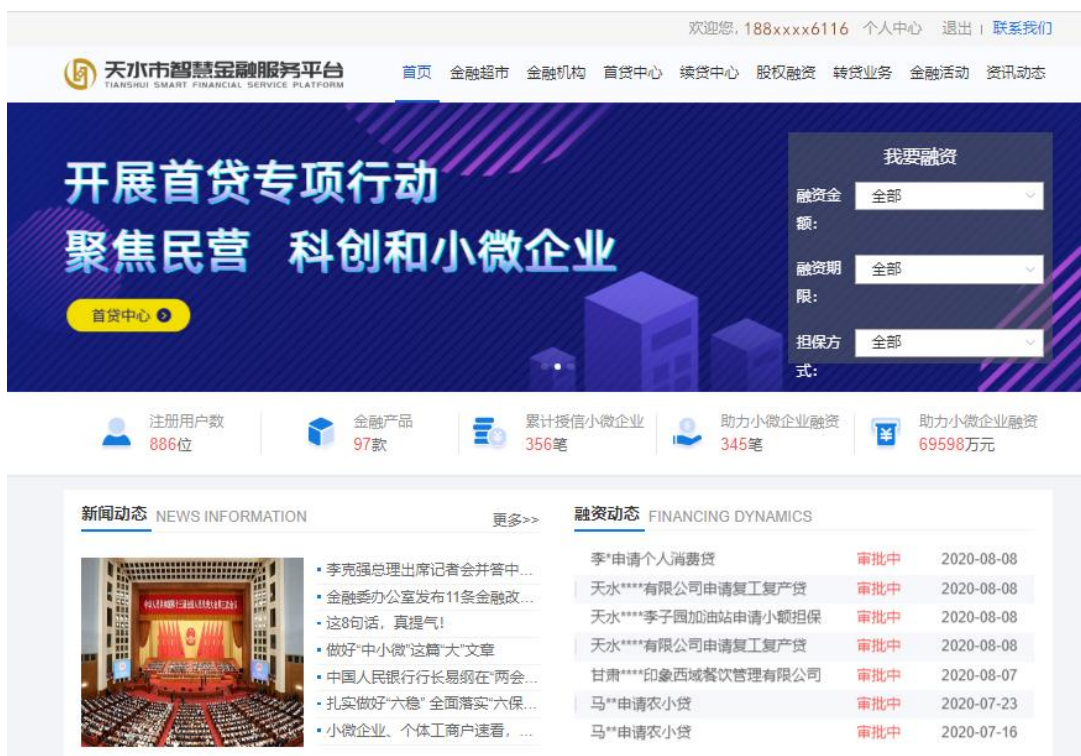 欢迎您, 188xxxx6116 个人中心 退出 | 联系我们
天水市智慧金融服务平台
TIANSHUI SMART FINANCIAL SERVICE PLATFORM
首页 金融超市 金融机构 首贷中心 续贷中心 股权融资 转贷业务 金融活动 资讯动态
开展首贷专项行动
聚焦民营 科创和小微企业
首贷中心
我要融资
融资金额: 全部
融资期限: 全部
担保方式: 全部
注册用户数
886位
金融产品
97款
累计授信小微企业
356笔
助力小微企业融资
345笔
助力小微企业融资
69598万元
新闻动态 NEWS INFORMATION 更多>>
李克强总理出席记者会并答中...
金融委办公室发布11条金融改...
这8句话，真提气！
做好“中小微”这篇“大”文章
中国人民银行行长易纲在“两会...
扎实做好“六稳” 全面落实“六保...
小微企业、个体工商户速看，...
融资动态 FINANCING DYNAMICS
李*申请个人消费贷 审批中 2020-08-08
天水****有限公司申请复工复产贷 审批中 2020-08-08
天水****李子园加油站申请小额担保 审批中 2020-08-08
天水****有限公司申请复工复产贷 审批中 2020-08-08
甘肃****印象西域餐饮管理有限公司 审批中 2020-08-07
马**申请农小贷 审批中 2020-07-23
马**申请农小贷 审批中 2020-07-16